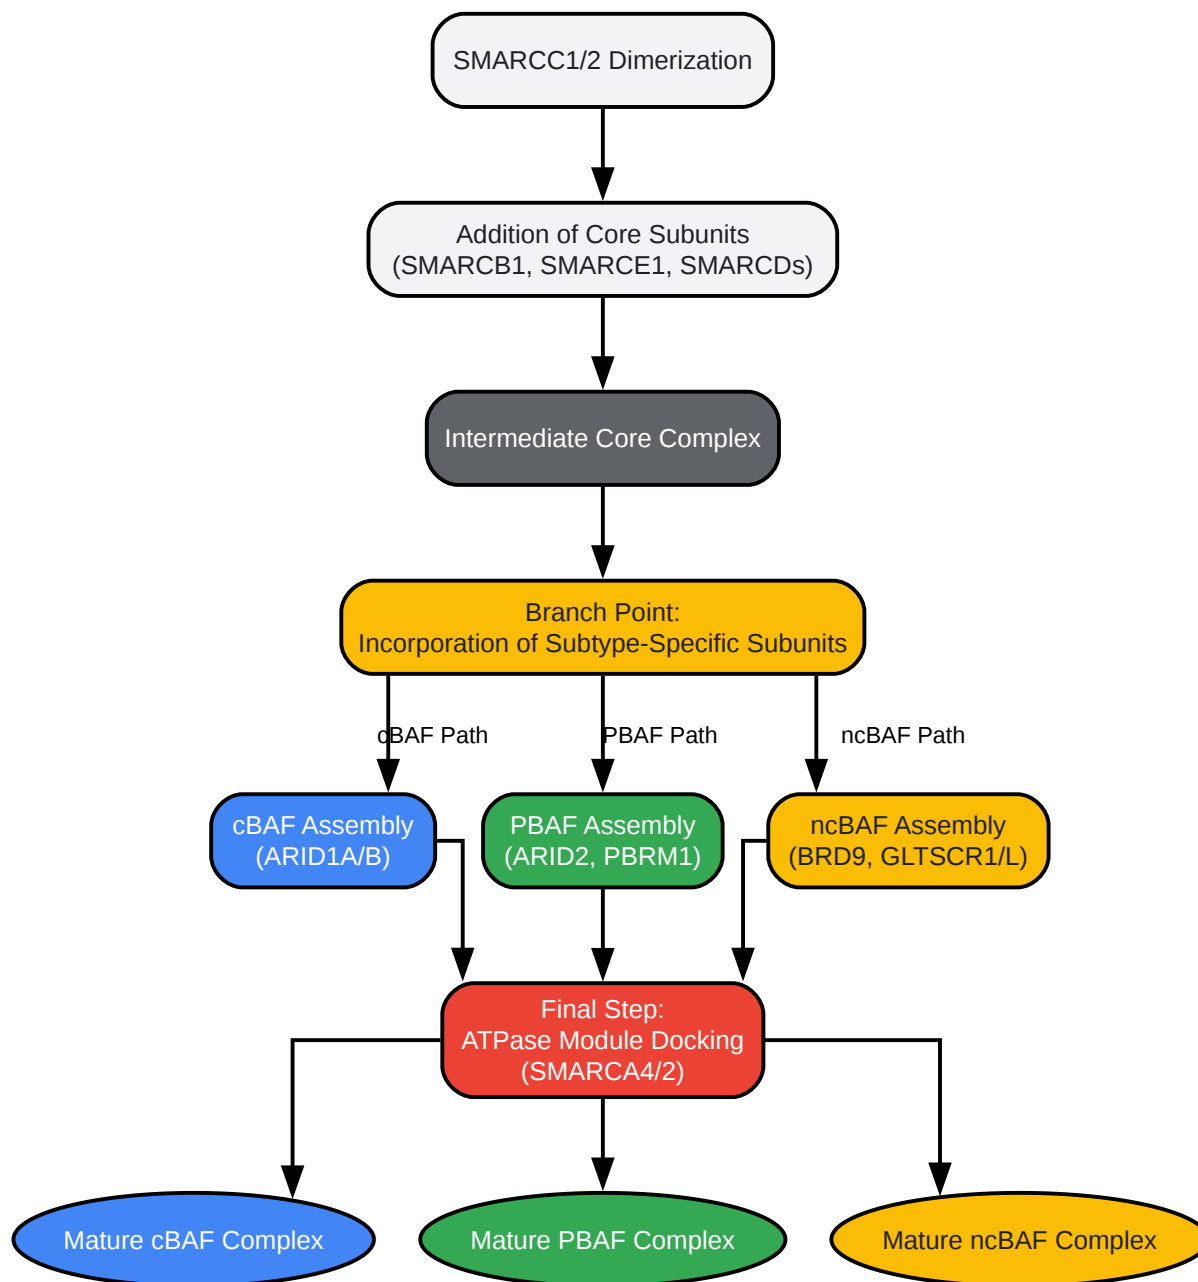 SMARCC1/2 Dimerization
Addition of Core Subunits
(SMARCB1, SMARCE1, SMARCDs)
Intermediate Core Complex
Branch Point:
Incorporation of Subtype-Specific Subunits
cBAF Path
PBAF Path
ncBAF Path
cBAF Assembly
(ARID1A/B)
PBAF Assembly
(ARID2, PBRM1)
ncBAF Assembly
(BRD9, GLTSCR1/L)
Final Step:
ATPase Module Docking
(SMARCA4/2)
Mature cBAF Complex
Mature PBAF Complex
Mature ncBAF Complex